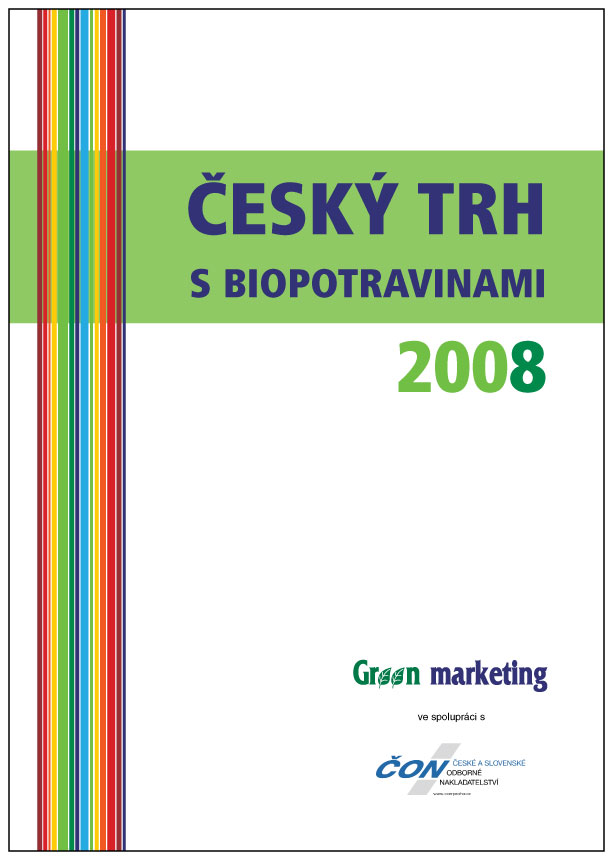 ČESKÝ TRH
S BIOPOTRAVINAMI
2008
Green marketing
ve spolupráci s
ČON
ČESKÉ A SLOVENSKÉ
ODBORNÉ
NAKLADATELSTVÍ